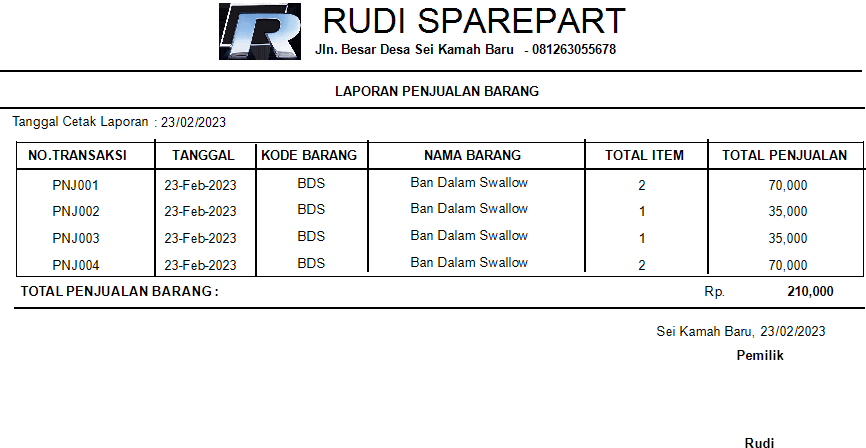 R
RUDI SPAREPART
Jln. Besar Desa Sei Kamah Baru - 081263055678
LAPORAN PENJUALAN BARANG
Tanggal Cetak Laporan : 23/02/2023
NO.TRANSAKSI TANGGAL KODE BARANG NAMA BARANG TOTAL ITEM TOTAL PENJUALAN
PNJ001 23-Feb-2023 BDS Ban Dalam Swallow 2 70,000
PNJ002 23-Feb-2023 BDS Ban Dalam Swallow 1 35,000
PNJ003 23-Feb-2023 BDS Ban Dalam Swallow 1 35,000
PNJ004 23-Feb-2023 BDS Ban Dalam Swallow 2 70,000
TOTAL PENJUALAN BARANG : Rp. 210,000
Sei Kamah Baru, 23/02/2023
Pemilik
Rudi